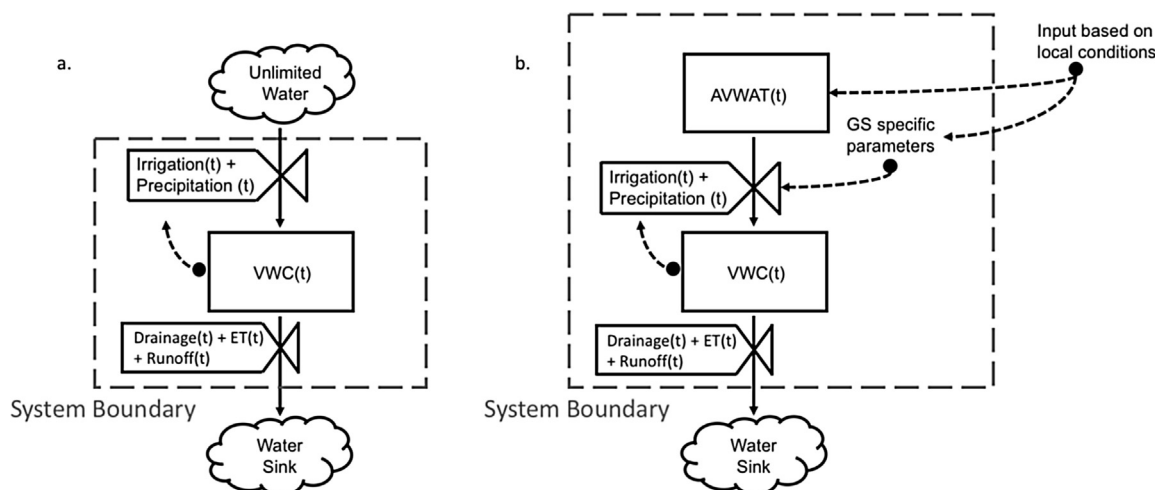 a.
Unlimited
Water
Irrigation(t) +
Precipitation (t)
VWC(t)
Drainage(t) + ET(t)
+ Runoff(t)
System Boundary
Water
Sink
b.
Input based on
local conditions
AVWAT(t)
GS specific
parameters
Irrigation(t) +
Precipitation (t)
VWC(t)
Drainage(t) + ET(t)
+ Runoff(t)
System Boundary
Water
Sink